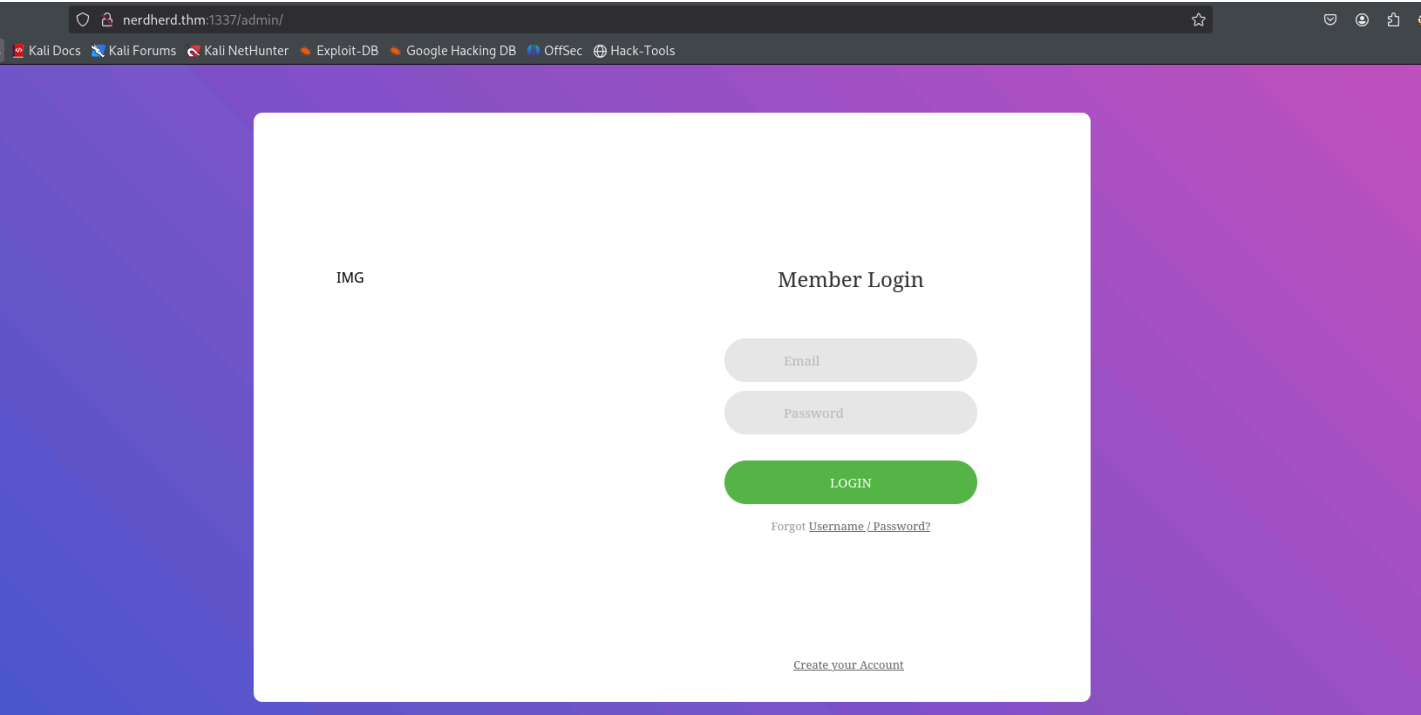 nerdherd.thm:1337/admin/
Kali Docs Kali Forums Kali NetHunter Exploit-DB Google Hacking DB OffSec Hack-Tools
IMG
Member Login
Email
Password
LOGIN
Forgot Username / Password?
Create your Account